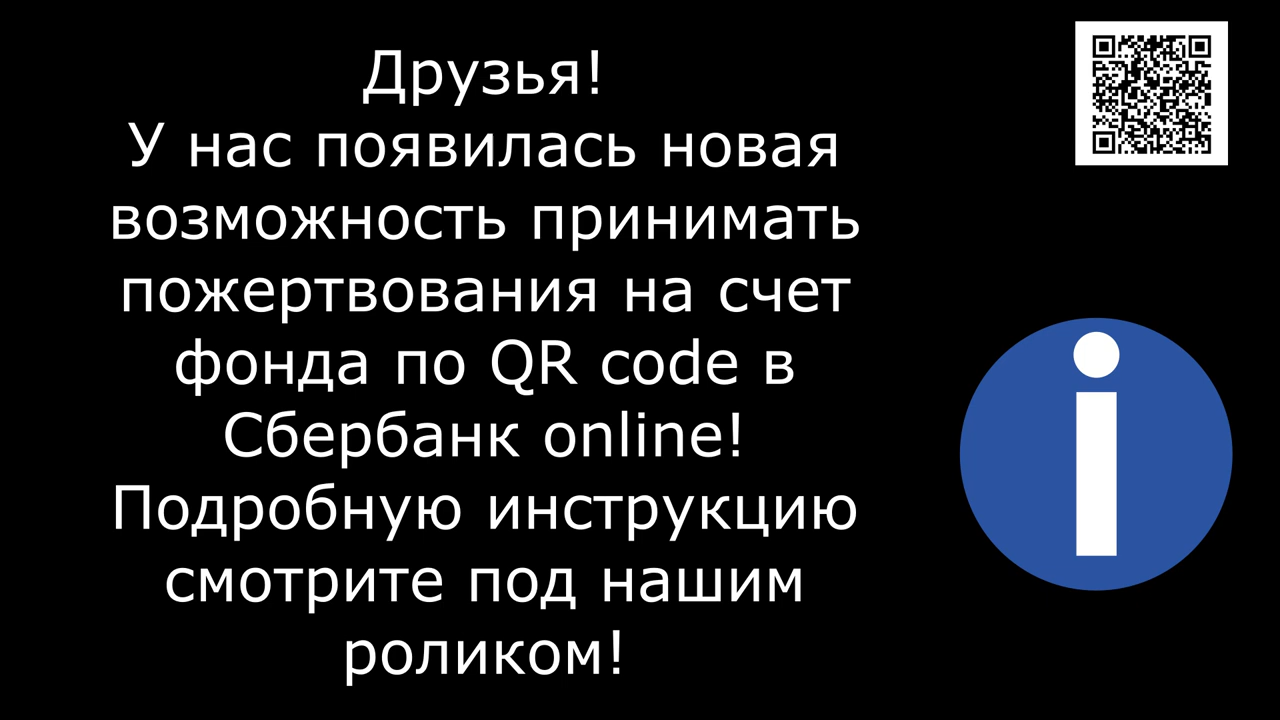 Друзья!
У нас появилась новая
возможность принимать
пожертвования на счет
фонда по QR code в
Сбербанк online!
Подробную инструкцию
смотрите под нашим
роликом!